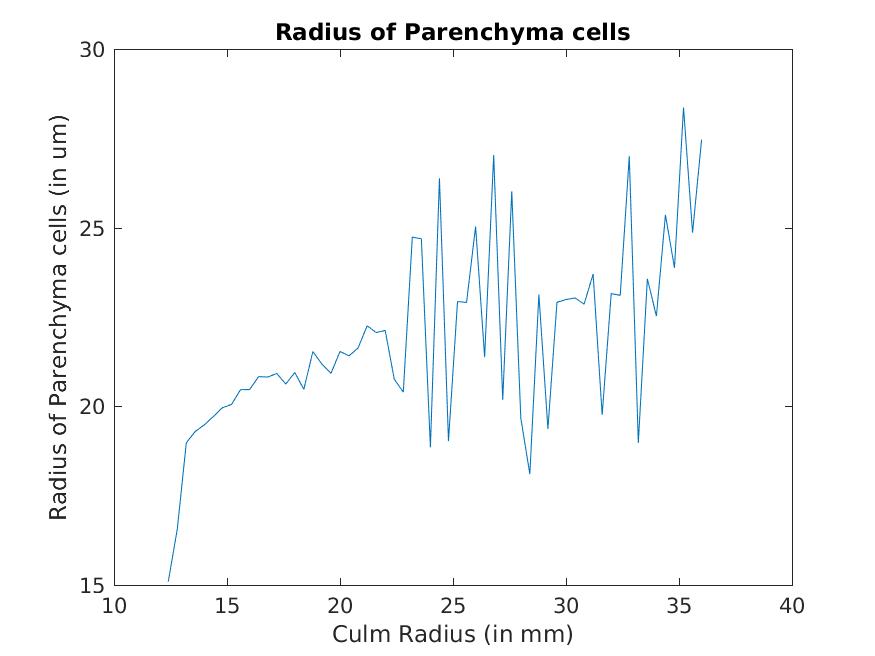 Radius of Parenchyma cells
30
25
20
15
Radius of Parenchyma cells (in um)
10 15 20 25 30 35 40
Culm Radius (in mm)